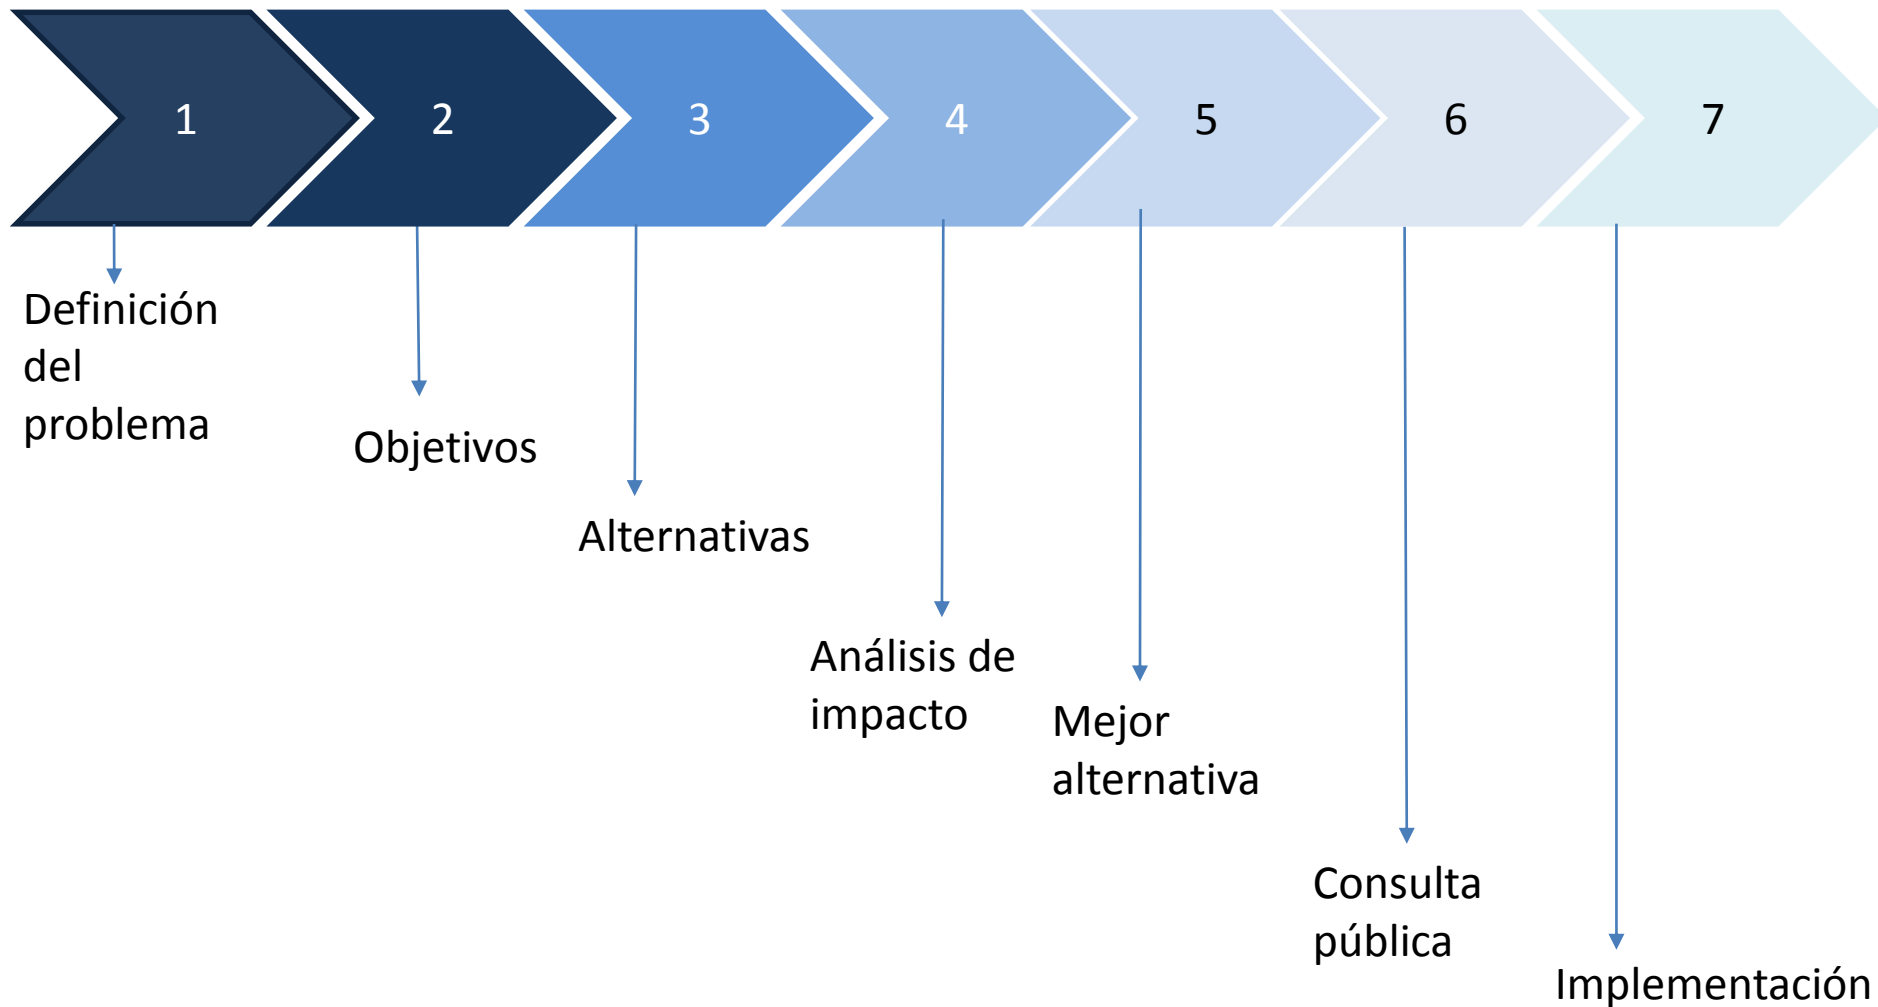 1
2
3
4
5
6
7
Definición
del
problema
Objetivos
Alternativas
Análisis de
impacto
Mejor
alternativa
Consulta
pública
Implementación